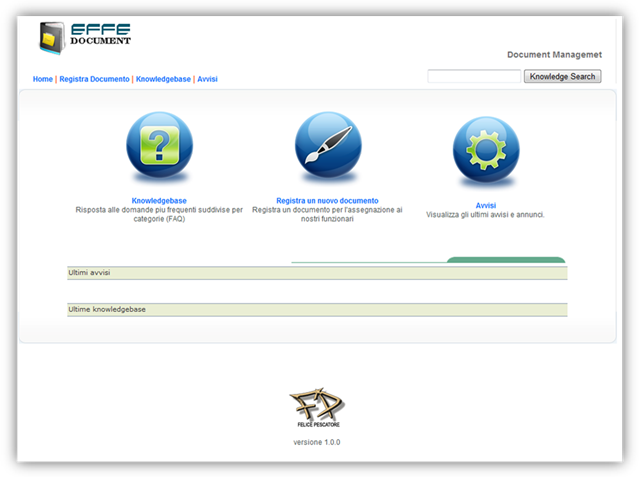 EFFE
DOCUMENT
Document Managemet
Home | Registra Documento | Knowledgebase | Avvisi
Knowledge Search
?
Knowledgebase
Risposta alle domande piu frequenti suddivise per
categorie (FAQ)
Registra un nuovo documento
Registra un documento per l'assegnazione ai
nostri funzionari
Avvisi
Visualizza gli ultimi avvisi e annunci.
Ultimi avvisi
Ultime knowledgebase
FP
FELICE PESCATORE
versione 1.0.0